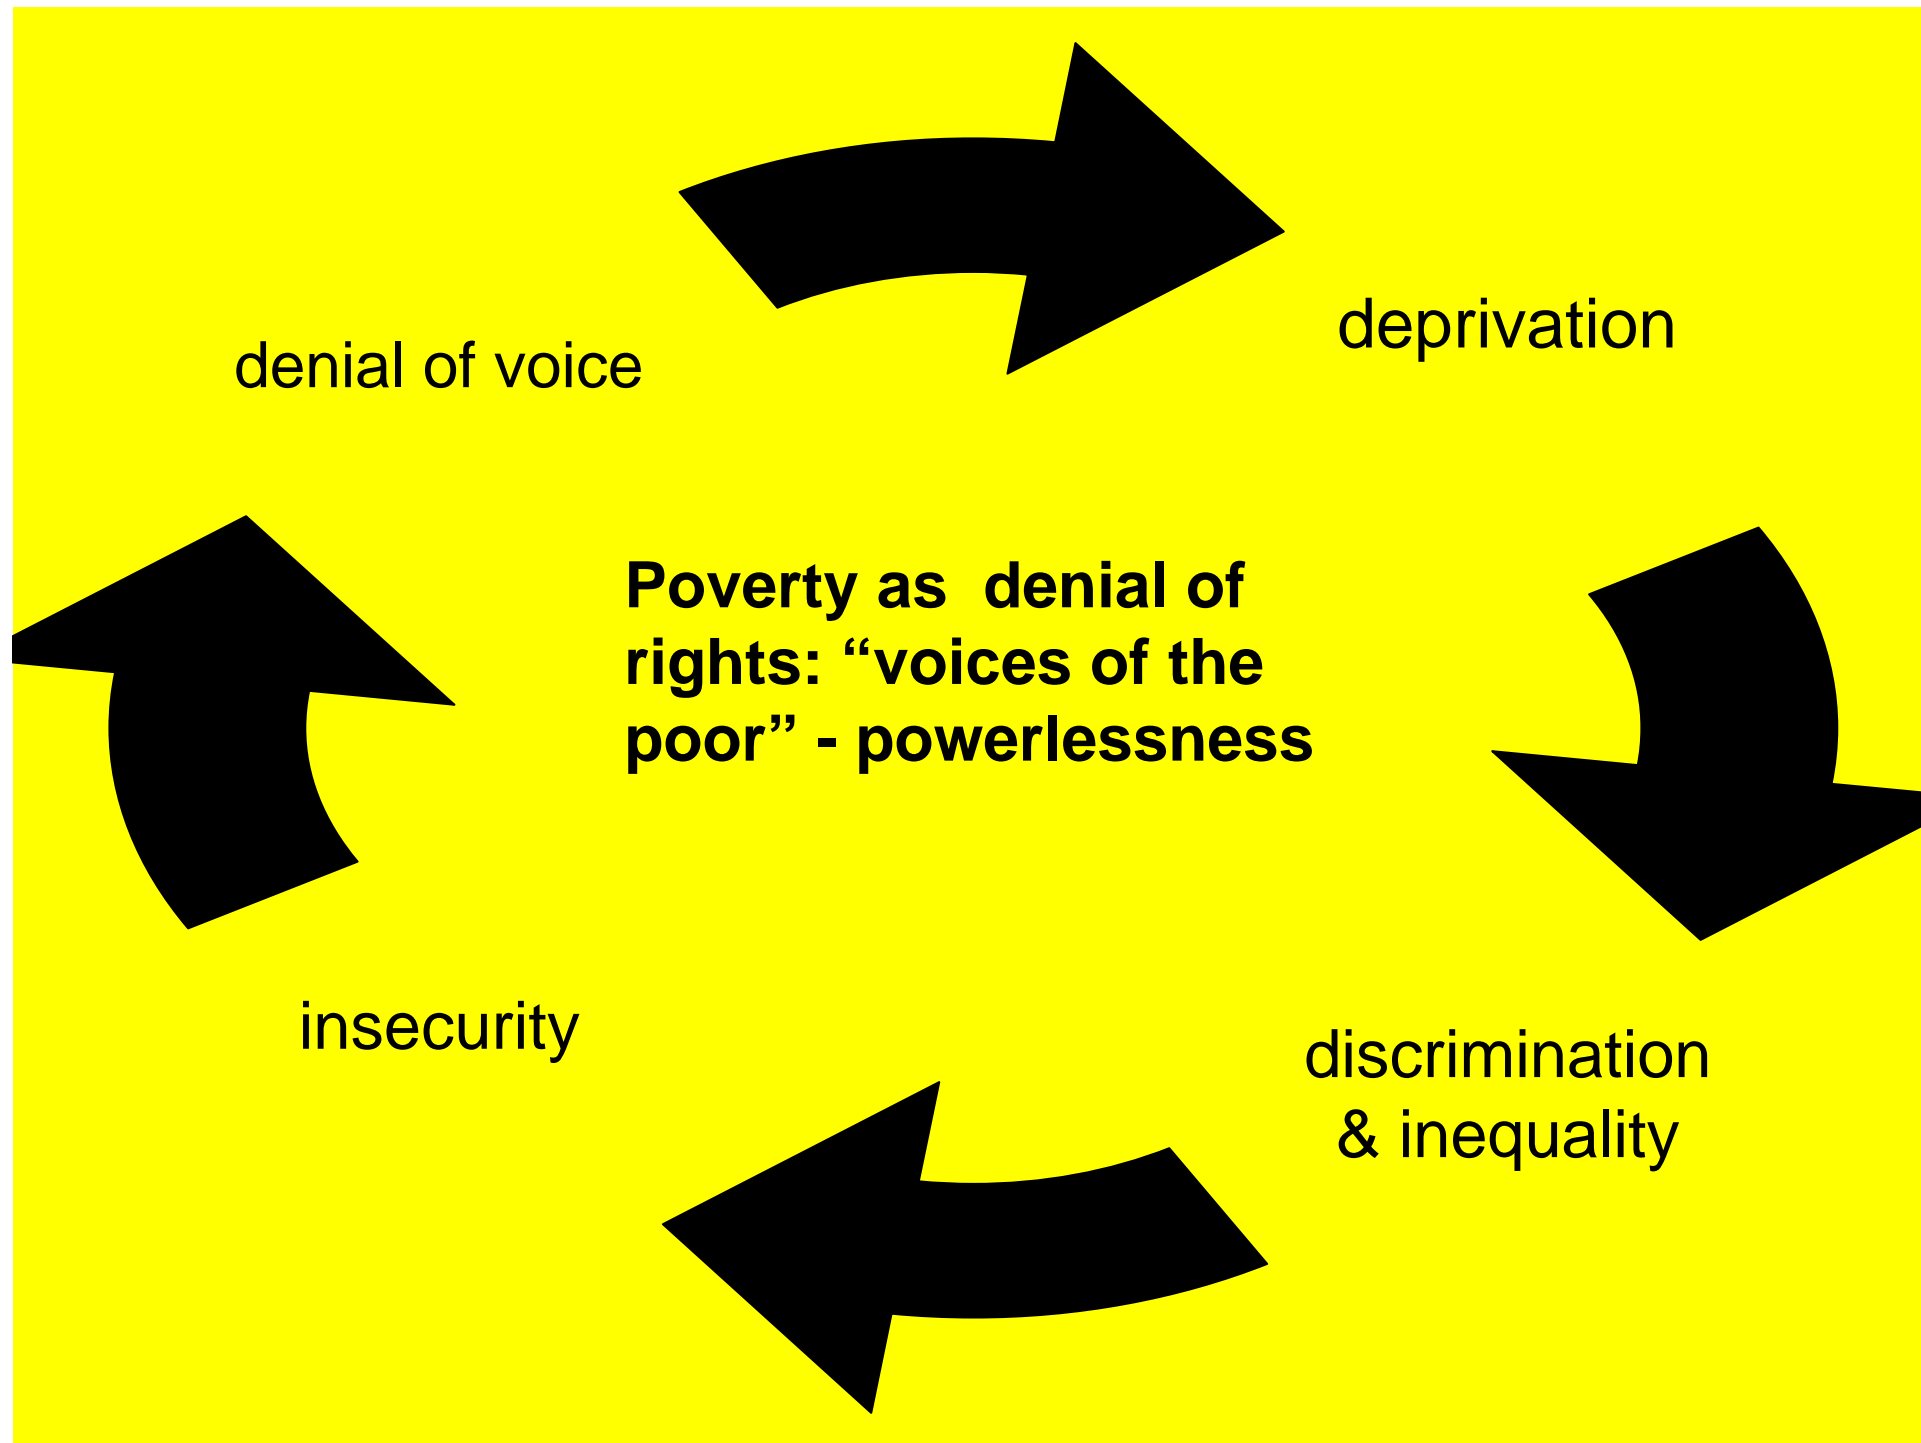 deprivation
denial of voice
Poverty as  denial of
rights: “voices of the
poor” - powerlessness
insecurity
discrimination
& inequality